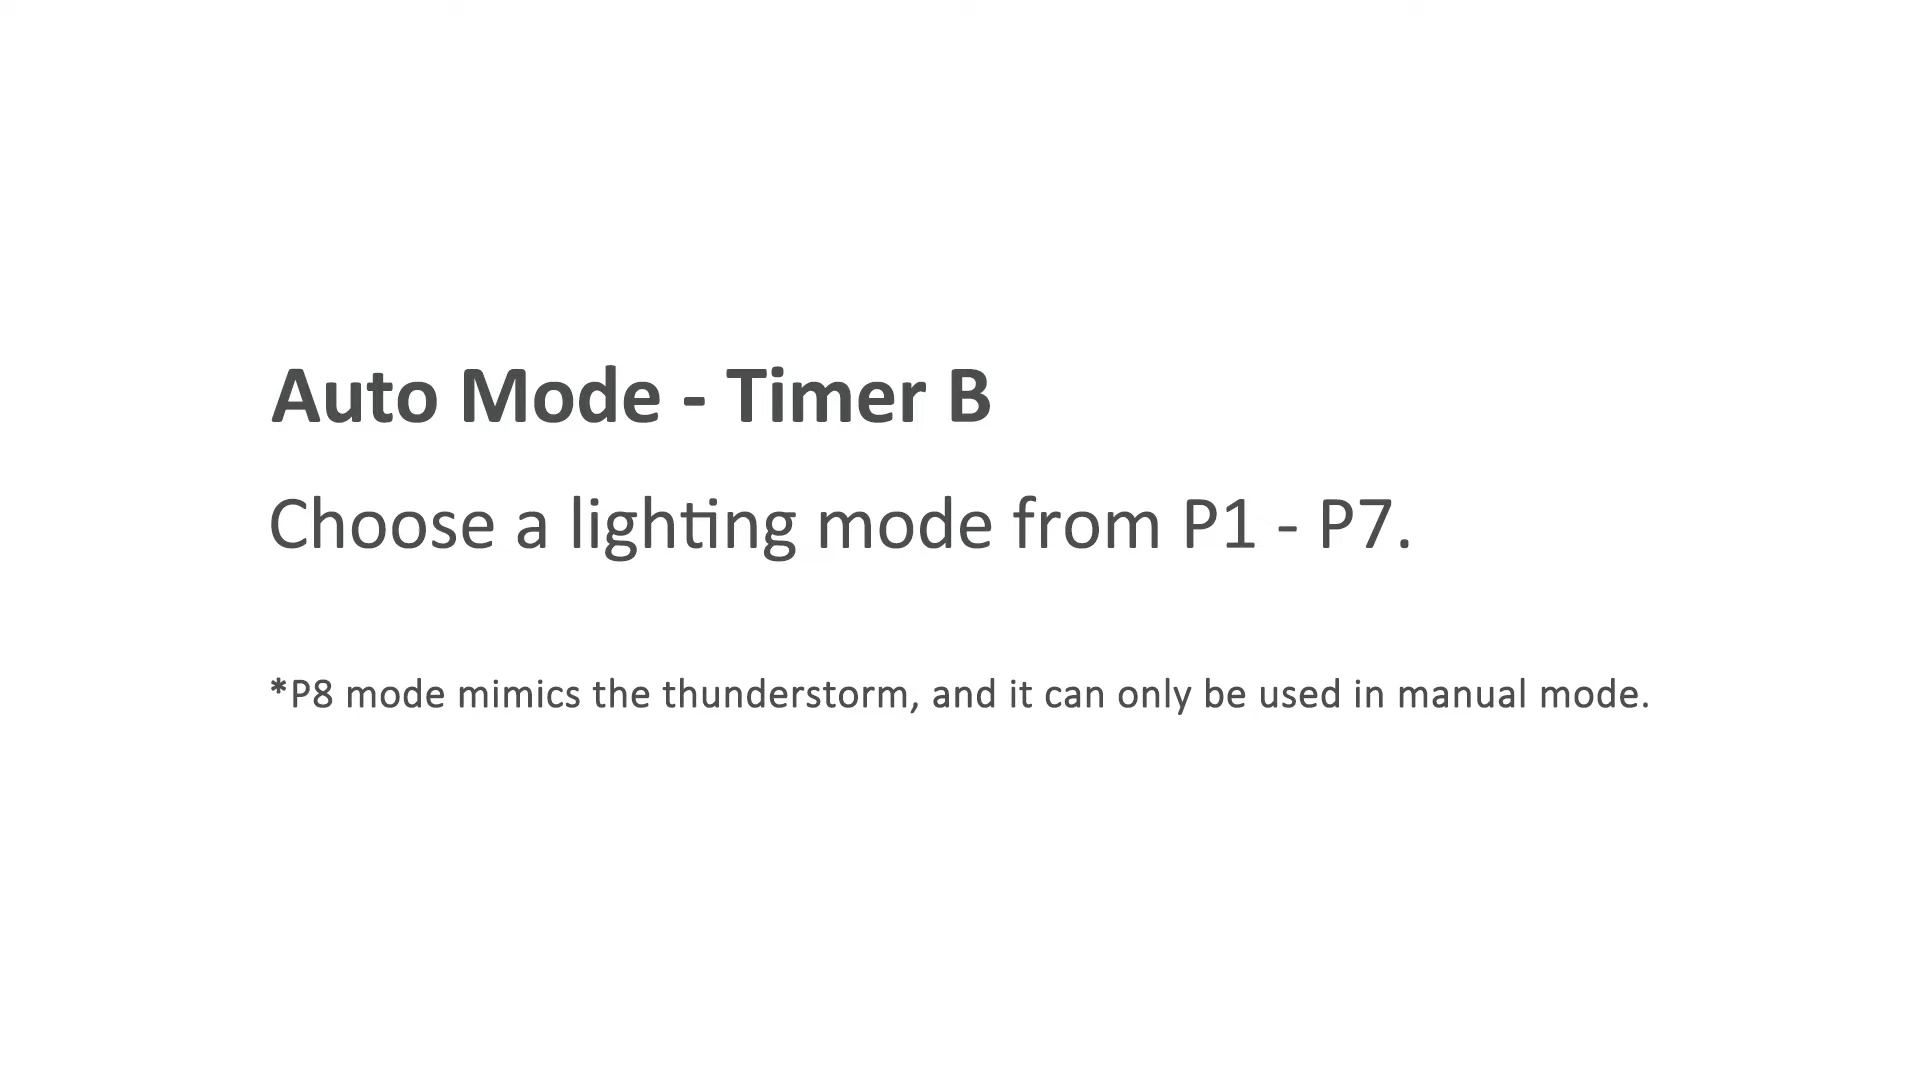 Auto Mode - Timer B
Choose a lighting mode from P1 - P7.
*P8 mode mimics the thunderstorm, and it can only be used in manual mode.